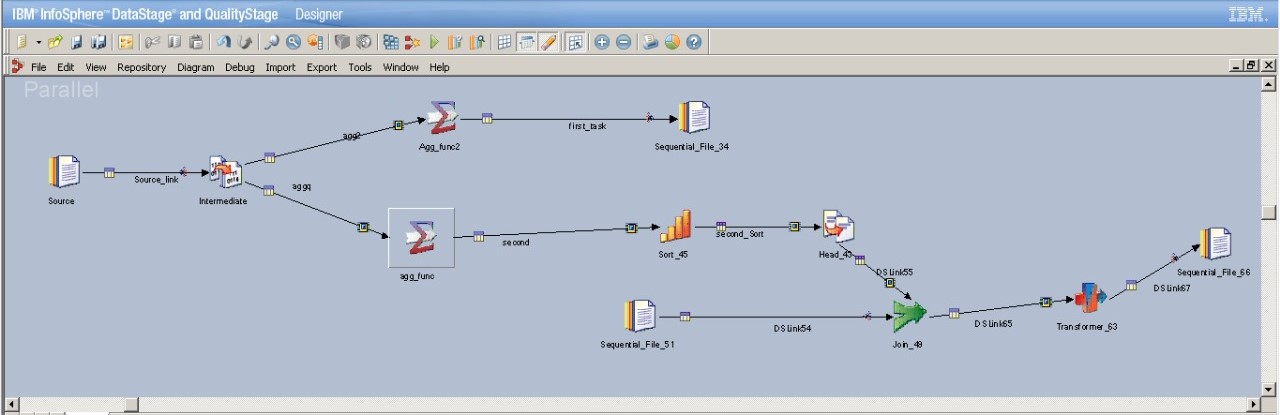 IBM® InfoSphere™ DataStage® and QualityStage Designer
IBM.
File Edit View Repository Diagram Debug Import Export Tools Window Help
Parallel
agg2
Agg_func2
first_task
Sequential_File_34
Source
Source_link
Intermediate
aggq
agg_func
second
Sort_45
second_Sort
Head_43
DSLink55
Sequential_File_51
DSLink54
Join_49
DSLink65
Transformer_63
DSLink67
Sequential_File_66